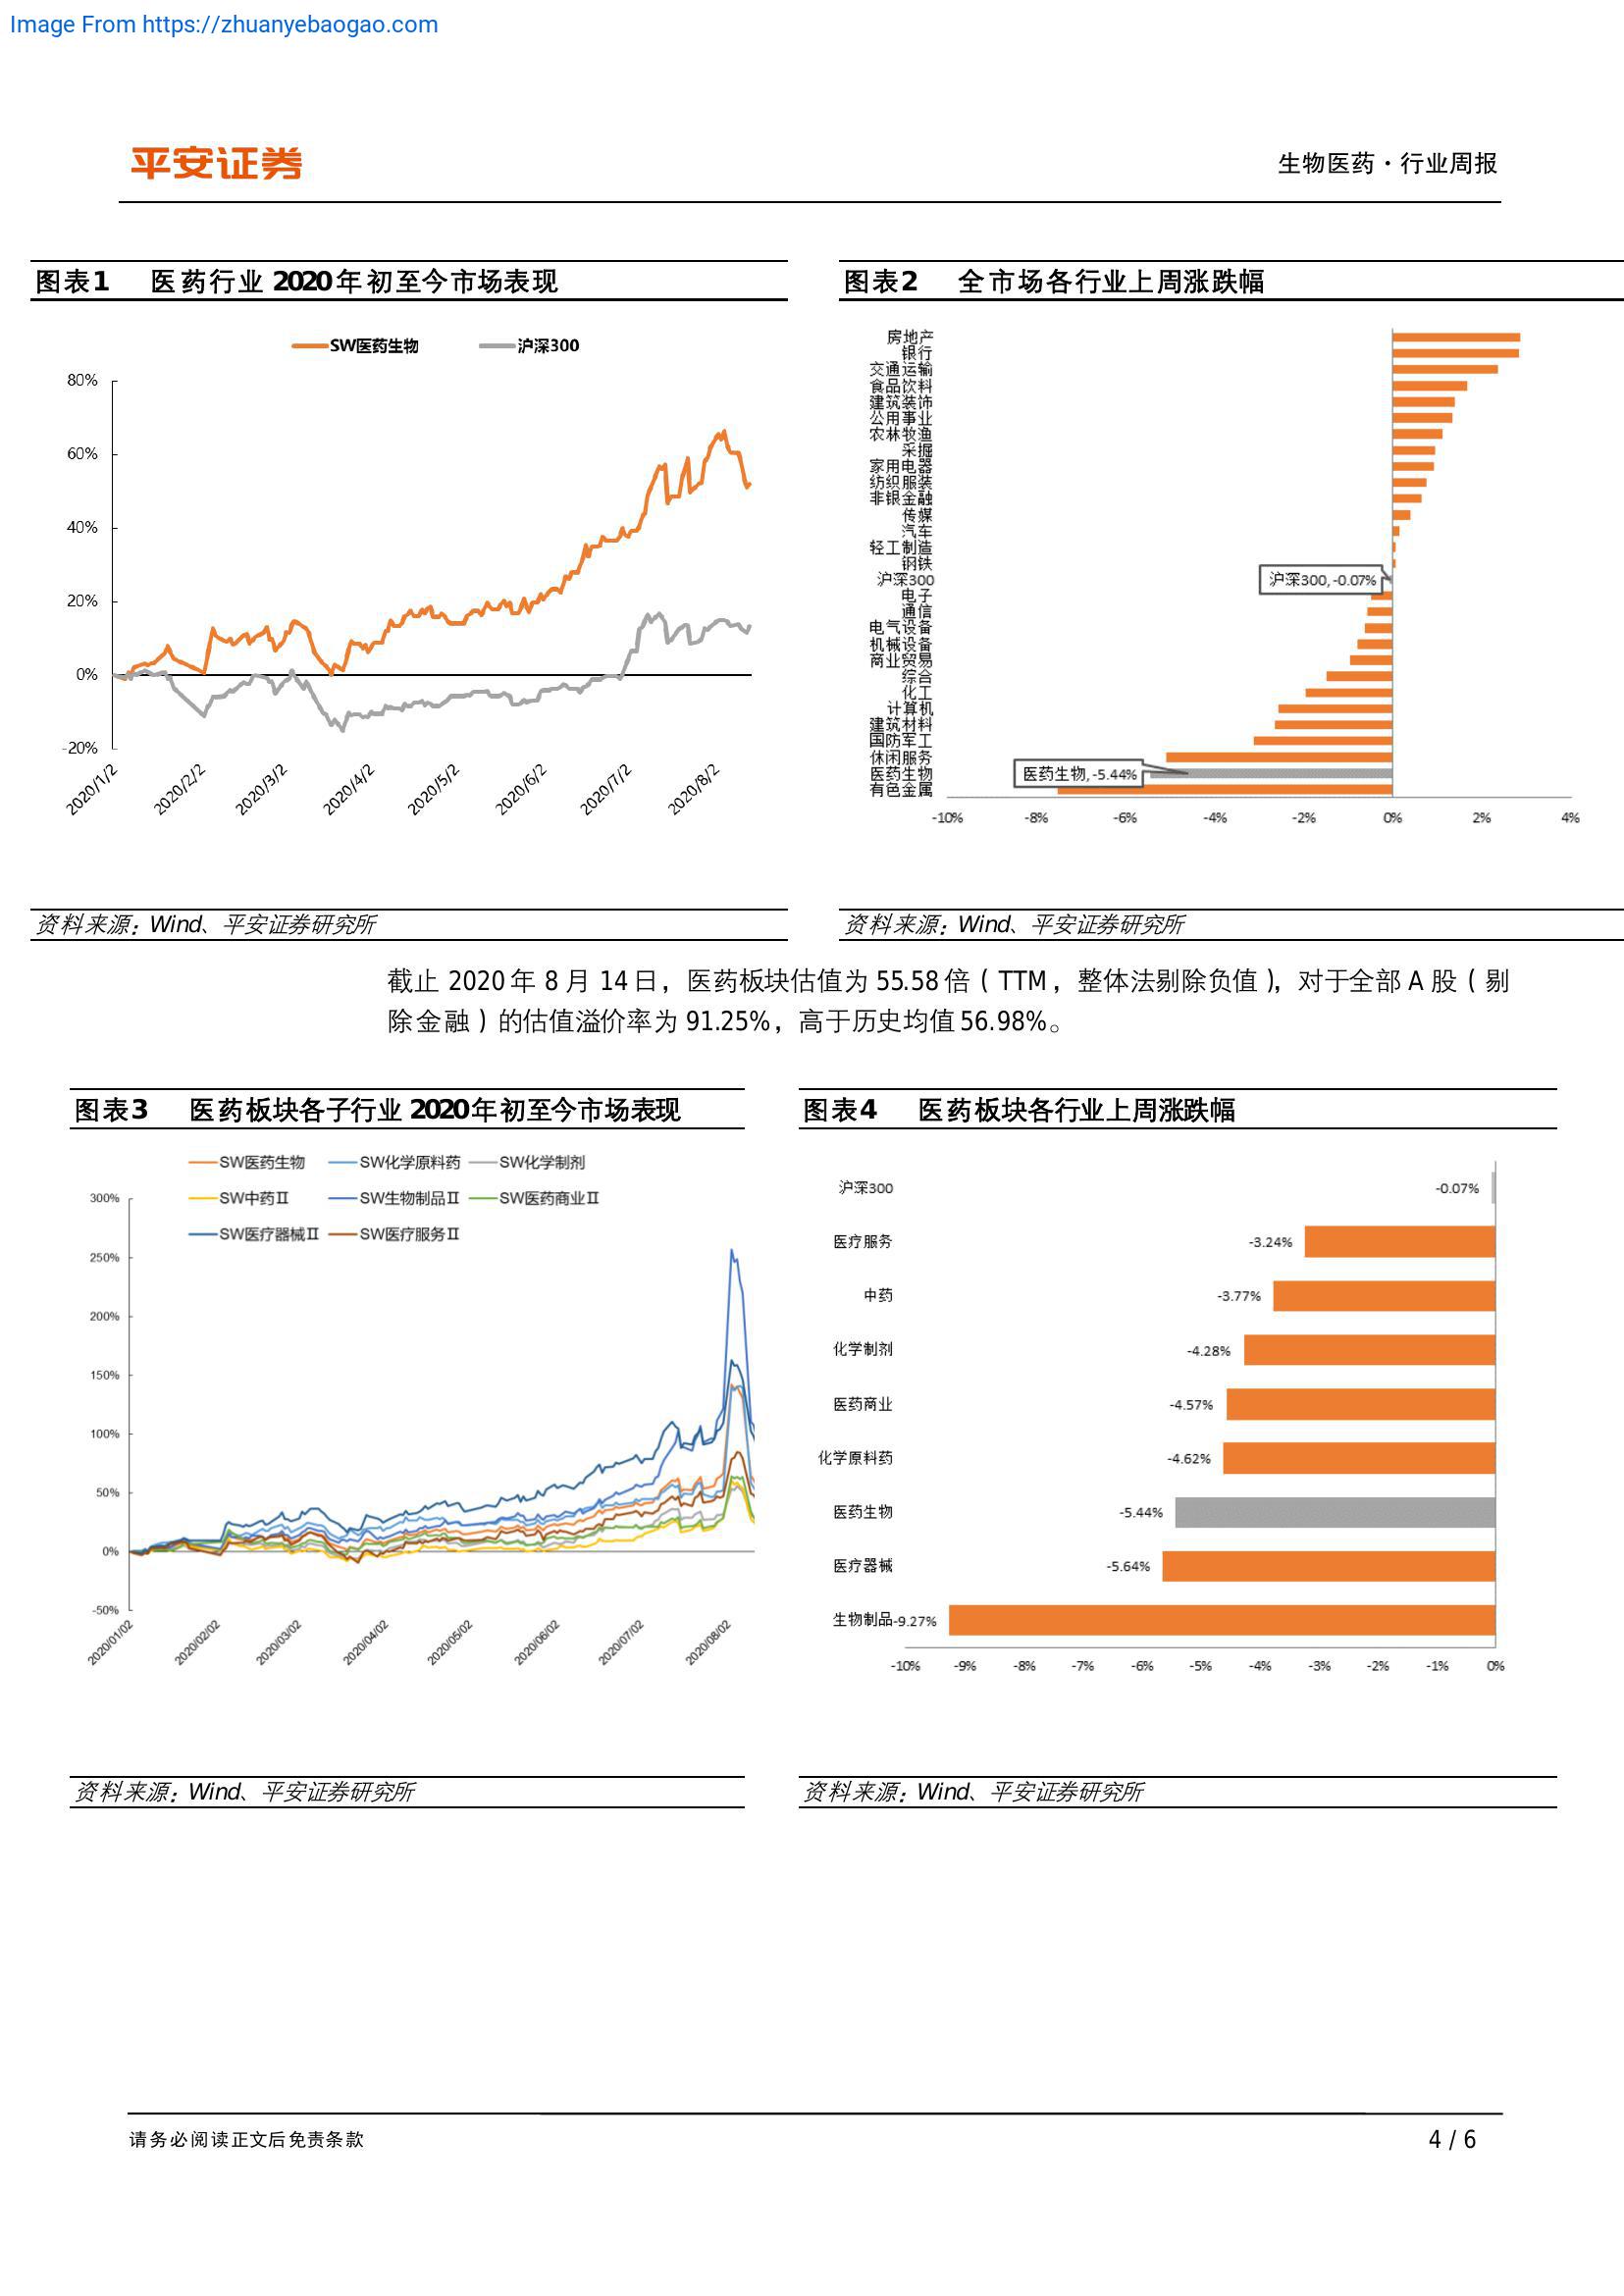 Image From https://zhuanyebaogao.com
平安证券
生物医药·行业周报
图表1 医药行业 2020年初至今市场表现
SW医药生物 沪深300
80%
60%
40%
20%
0%
-20%
2020/1/2 2020/2/2 2020/3/2 2020/4/2 2020/5/2 2020/6/2 2020/7/2 2020/8/2
资料来源：Wind、平安证券研究所
图表2 全市场各行业上周涨跌幅
房地产
银行
交通运输
食品饮料
建筑装饰
公用事业
农林牧渔
采掘
家用电器
纺织服装
非银金融
传媒
汽车
轻工制造
钢铁
沪深300 沪深300, -0.07%
电子
通信
电气设备
机械设备
商业贸易
综合
化工
计算机
建筑材料
国防军工
休闲服务
医药生物 医药生物, -5.44%
有色金属
-10% -8% -6% -4% -2% 0% 2% 4%
资料来源：Wind、平安证券研究所
截止 2020年 8月 14日，医药板块估值为 55.58倍（TTM，整体法剔除负值），对于全部 A 股（剔
除金融）的估值溢价率为 91.25%，高于历史均值56.98%。
图表3 医药板块各子行业 2020年初至今市场表现
SW医药生物 SW化学原料药 SW化学制剂
SW中药Ⅱ SW生物制品Ⅱ SW医药商业Ⅱ
SW医疗器械Ⅱ SW医疗服务Ⅱ
300%
250%
200%
150%
100%
50%
0%
-50%
2020/01/02 2020/02/02 2020/03/02 2020/04/02 2020/05/02 2020/06/02 2020/07/02 2020/08/02
资料来源：Wind、平安证券研究所
图表4 医药板块各行业上周涨跌幅
沪深300 -0.07%
医疗服务 -3.24%
中药 -3.77%
化学制剂 -4.28%
医药商业 -4.57%
化学原料药 -4.62%
医药生物 -5.44%
医疗器械 -5.64%
生物制品 -9.27%
-10% -9% -8% -7% -6% -5% -4% -3% -2% -1% 0%
资料来源：Wind、平安证券研究所
请务必阅读正文后免责条款
4 / 6